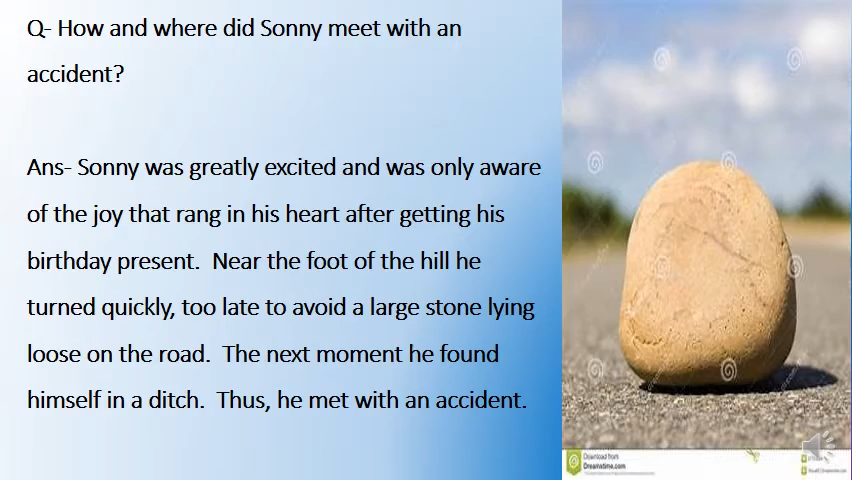 Q- How and where did Sonny meet with an
accident?
Ans- Sonny was greatly excited and was only aware
of the joy that rang in his heart after getting his
birthday present.  Near the foot of the hill he
turned quickly, too late to avoid a large stone lying
loose on the road.  The next moment he found
himself in a ditch.  Thus, he met with an accident.
Download from
Dreamstime.com